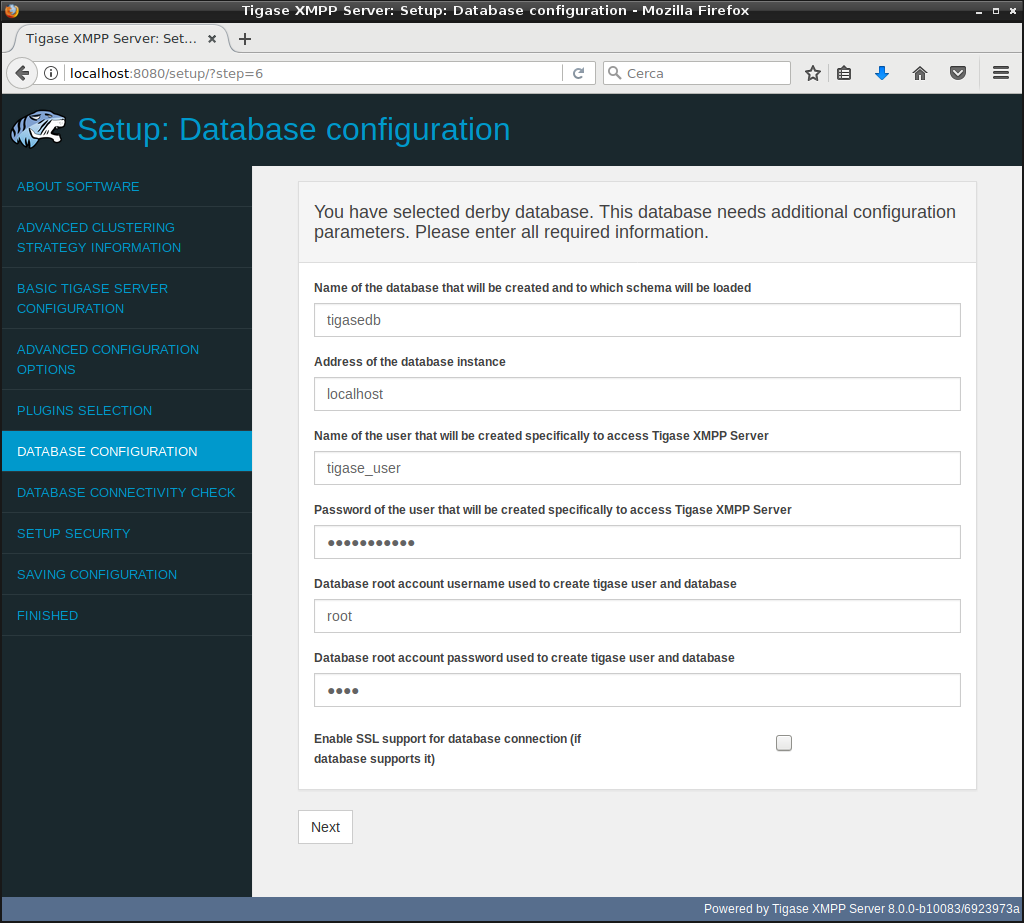 Tigase XMPP Server: Setup: Database configuration - Mozilla Firefox
Tigase XMPP Server: Set...
localhost:8080/setup/?step=6
Cerca
Setup: Database configuration
ABOUT SOFTWARE
ADVANCED CLUSTERING
STRATEGY INFORMATION
BASIC TIGASE SERVER
CONFIGURATION
ADVANCED CONFIGURATION
OPTIONS
PLUGINS SELECTION
DATABASE CONFIGURATION
DATABASE CONNECTIVITY CHECK
SETUP SECURITY
SAVING CONFIGURATION
FINISHED
You have selected derby database. This database needs additional configuration
parameters. Please enter all required information.
Name of the database that will be created and to which schema will be loaded
tigasedb
Address of the database instance
localhost
Name of the user that will be created specifically to access Tigase XMPP Server
tigase_user
Password of the user that will be created specifically to access Tigase XMPP Server
●●●●●●●●●●●
Database root account username used to create tigase user and database
root
Database root account password used to create tigase user and database
●●●●
Enable SSL support for database connection (if
database supports it)
Next
Powered by Tigase XMPP Server 8.0.0-b10083/6923973a